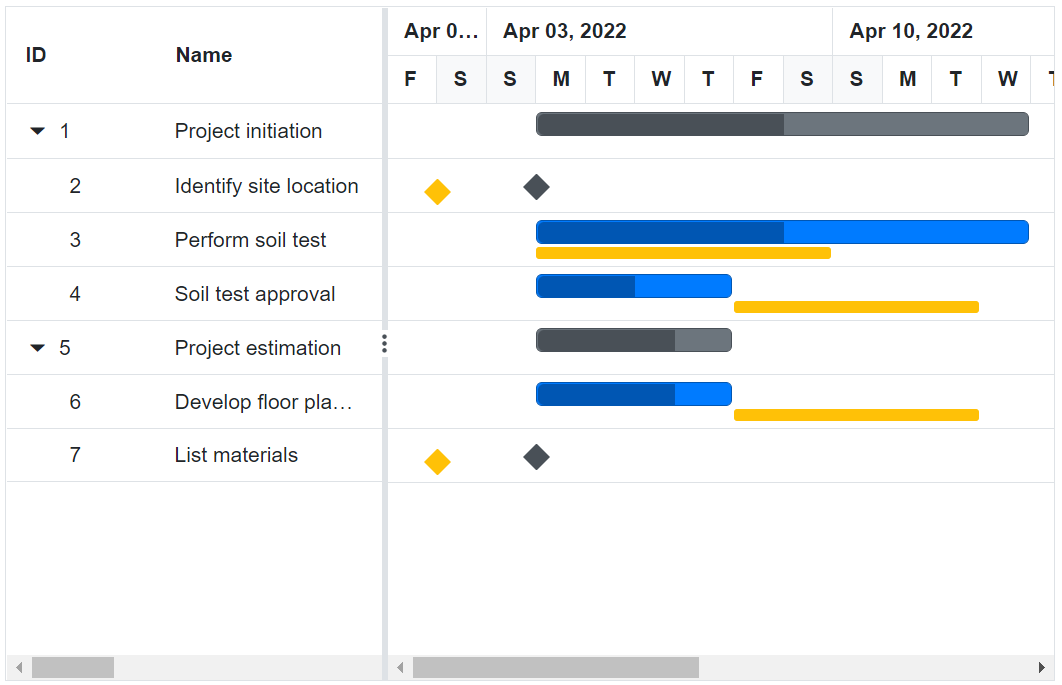 ID Name Apr 0… Apr 03, 2022 Apr 10, 2022
F S S M T W T F S S M T W T
1 Project initiation
2 Identify site location
3 Perform soil test
4 Soil test approval
5 Project estimation
6 Develop floor pla…
7 List materials